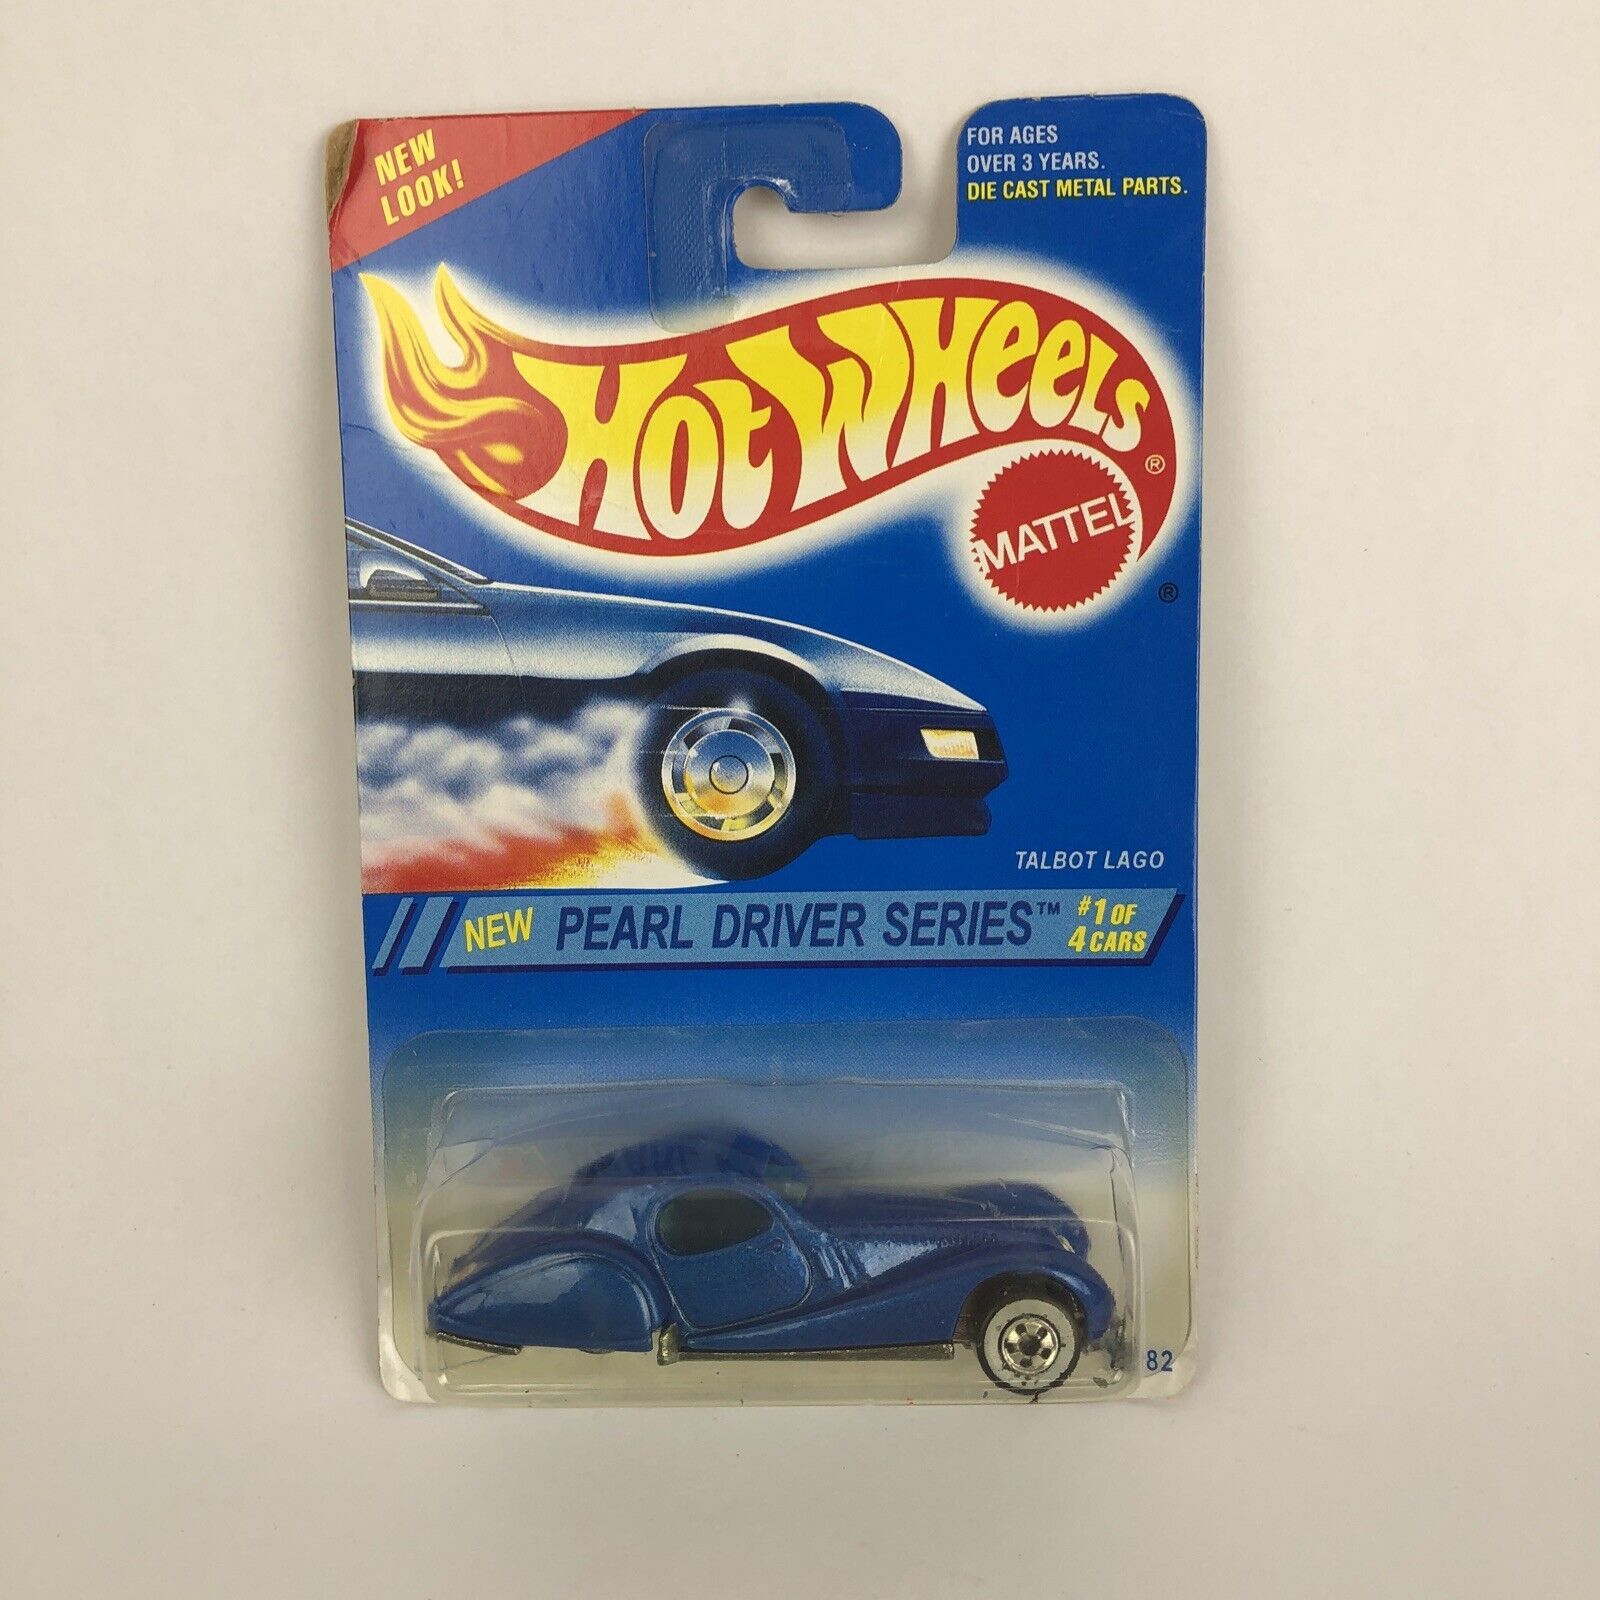 NEW
LOOK!
FOR AGES
OVER 3 YEARS.
DIE CAST METAL PARTS.
HOT WHEELS®
MATTEL
®
TALBOT LAGO
NEW PEARL DRIVER SERIES™ #1 OF
4 CARS
82